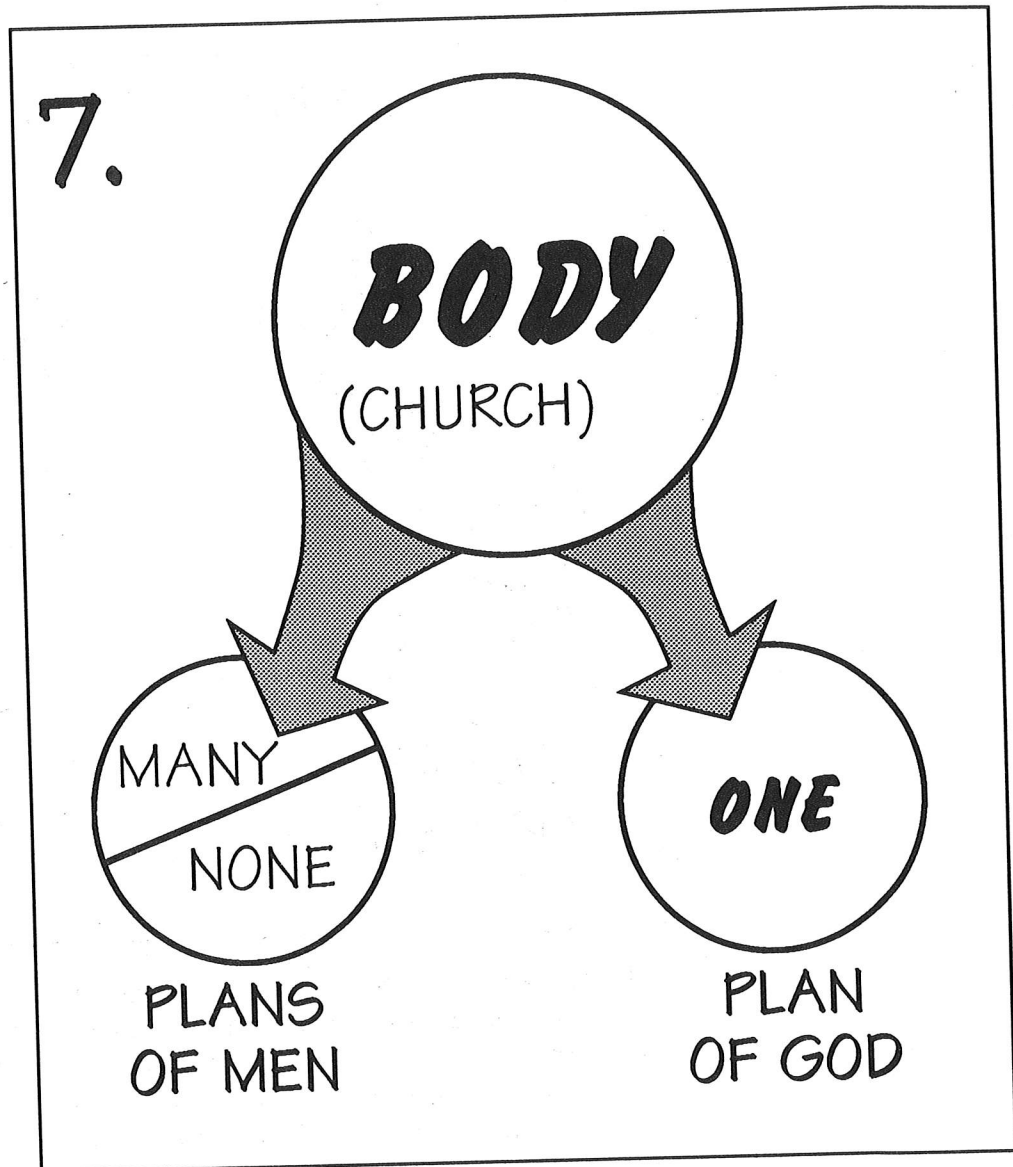 7.
BODY
(CHURCH)
MANY
NONE
ONE
PLANS
OF MEN
PLAN
OF GOD